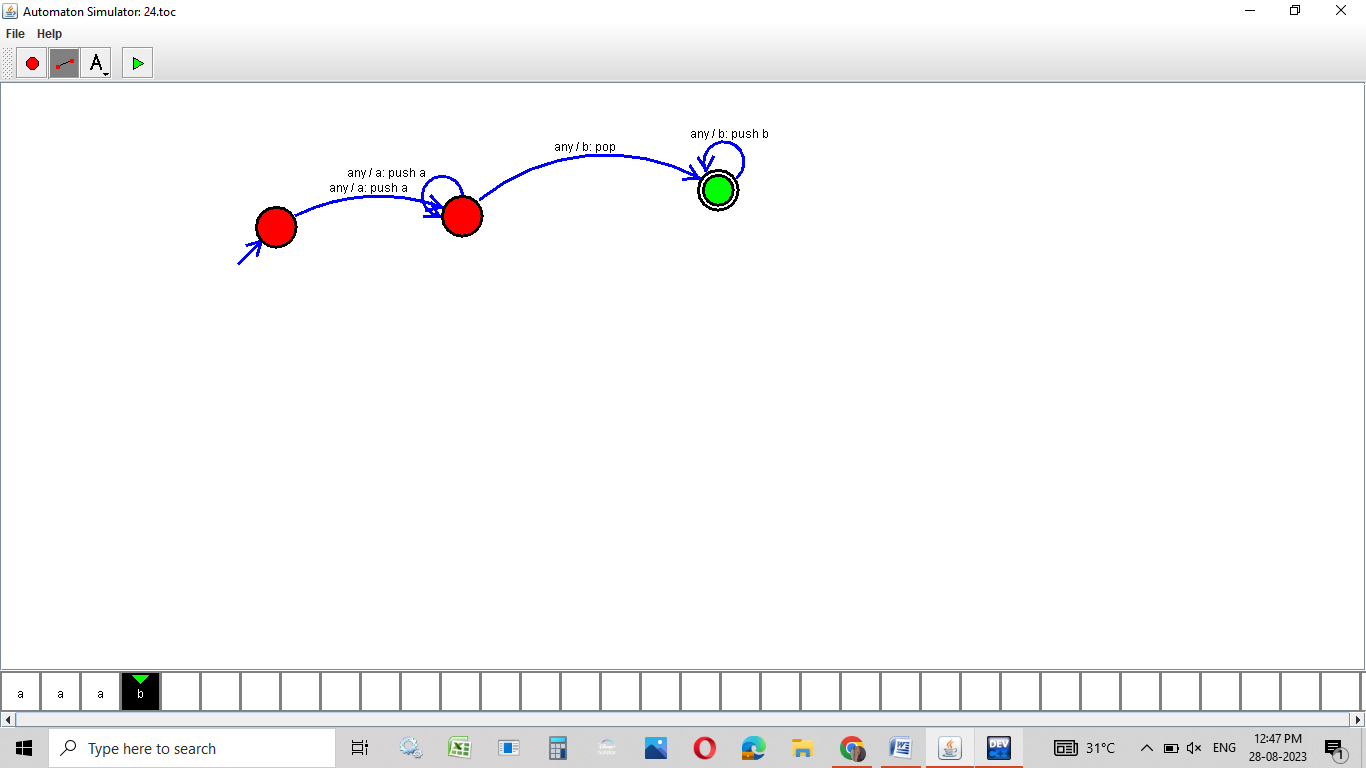 Automaton Simulator: 24.toc
File Help
A
any / b: push b
any / b: pop
any / a: push a
any / a: push a
a a a b
Type here to search
DEV
31°C
ENG
12:47 PM
28-08-2023
1